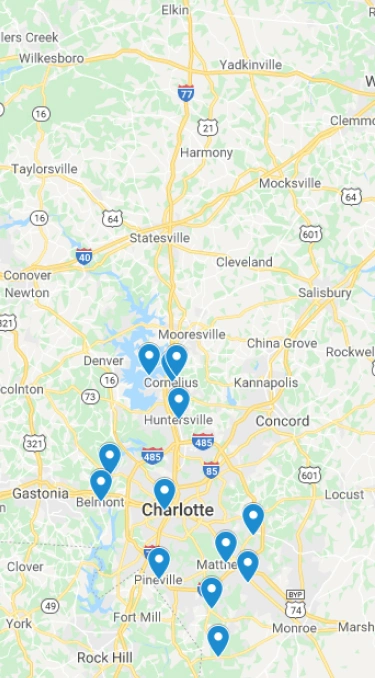 Elkin
lers Creek
Wilkesboro
Yadkinville
77
16
21
Clemmo
Harmony
Taylorsville
Mocksville
64
16
64
601
Statesville
40
Cleveland
Conover
Newton
Salisbury
321
Mooresville
China Grove
Denver
Rockwel
16
Cornelius
Kannapolis
colnton
73
Huntersville
Concord
321
485
485
85
601
Gastonia
Belmont
Locust
Charlotte
Matthe
Clover
Pineville
BYP
74
49
Fort Mill
Monroe
Marsh
Rock Hill
York